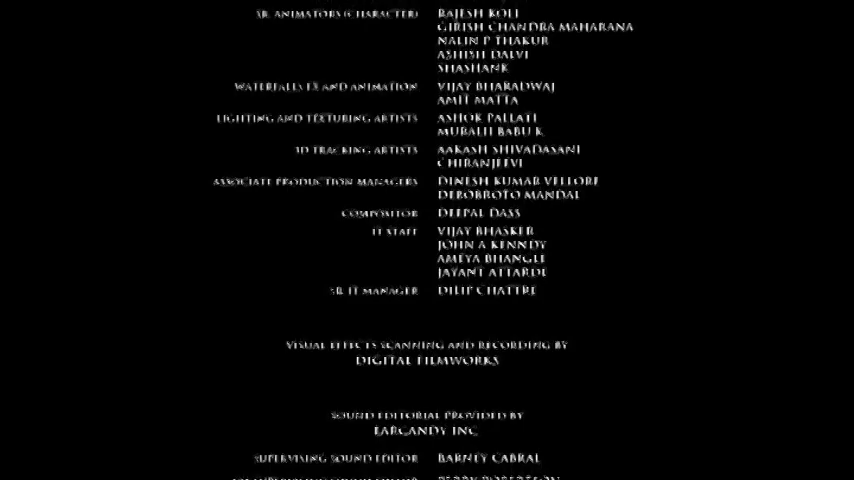 SR. ANIMATORS (CHARACTER) RAJESH KOLI
GIRISH CHANDRA MAHARANA
NALIN P THAKUR
ASHISH DALVI
SHASHANK
WATERFALLS FX AND ANIMATION VIJAY BHARADWAJ
AMIT MATTA
LIGHTING AND TEXTURING ARTISTS ASHOK PALLATI
MURALII BABU K
3D TRACKING ARTISTS AAKASH SHIVADASANI
CHIRANJEEVI
ASSOCIATE PRODUCTION MANAGERS DINESH KUMAR VELLORE
DEBOBROTO MANDAL
COMPOSITOR DEEPAL DASS
IT STAFF VIJAY BHASKER
JOHN A KENNDY
AMEYA BHANGLE
JAYANT ATTARDE
SR. IT MANAGER DILIP CHATTRE
VISUAL EFFECTS SCANNING AND RECORDING BY
DIGITAL FILMWORKS
SOUND EDITORIAL PROVIDED BY
EARCANDY INC
SUPERVISING SOUND EDITOR BARNEY CABRAL